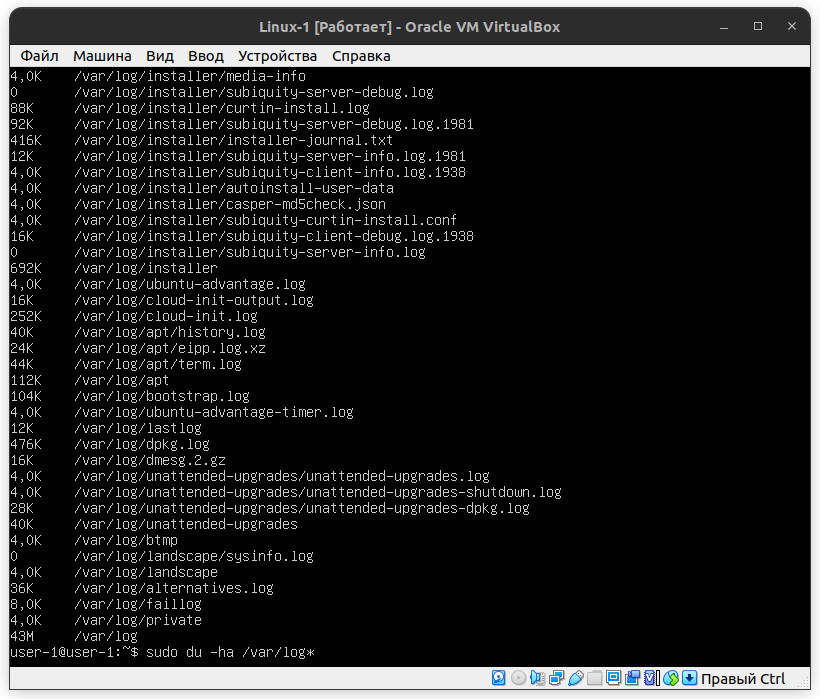 Linux-1 [Работает] - Oracle VM VirtualBox
Файл Машина Вид Ввод Устройства Справка
4,0K /var/log/installer/media-info
0 /var/log/installer/subiquity-server-debug.log
88K /var/log/installer/curtin-install.log
92K /var/log/installer/subiquity-server-debug.log.1981
416K /var/log/installer/installer-journal.txt
12K /var/log/installer/subiquity-server-info.log.1981
4,0K /var/log/installer/subiquity-client-info.log.1938
4,0K /var/log/installer/autoinstall-user-data
4,0K /var/log/installer/casper-md5check.json
4,0K /var/log/installer/subiquity-curtin-install.conf
16K /var/log/installer/subiquity-client-debug.log.1938
0 /var/log/installer/subiquity-server-info.log
692K /var/log/installer
4,0K /var/log/ubuntu-advantage.log
16K /var/log/cloud-init-output.log
252K /var/log/cloud-init.log
40K /var/log/apt/history.log
24K /var/log/apt/eipp.log.xz
44K /var/log/apt/term.log
112K /var/log/apt
104K /var/log/bootstrap.log
4,0K /var/log/ubuntu-advantage-timer.log
12K /var/log/lastlog
476K /var/log/dpkg.log
16K /var/log/dmesg.2.gz
4,0K /var/log/unattended-upgrades/unattended-upgrades.log
4,0K /var/log/unattended-upgrades/unattended-upgrades-shutdown.log
28K /var/log/unattended-upgrades/unattended-upgrades-dpkg.log
40K /var/log/unattended-upgrades
4,0K /var/log/btmp
0 /var/log/landscape/sysinfo.log
4,0K /var/log/landscape
36K /var/log/alternatives.log
8,0K /var/log/faillog
4,0K /var/log/private
43M /var/log
user-1@user-1:~$ sudo du -ha /var/log*
Правый Ctrl